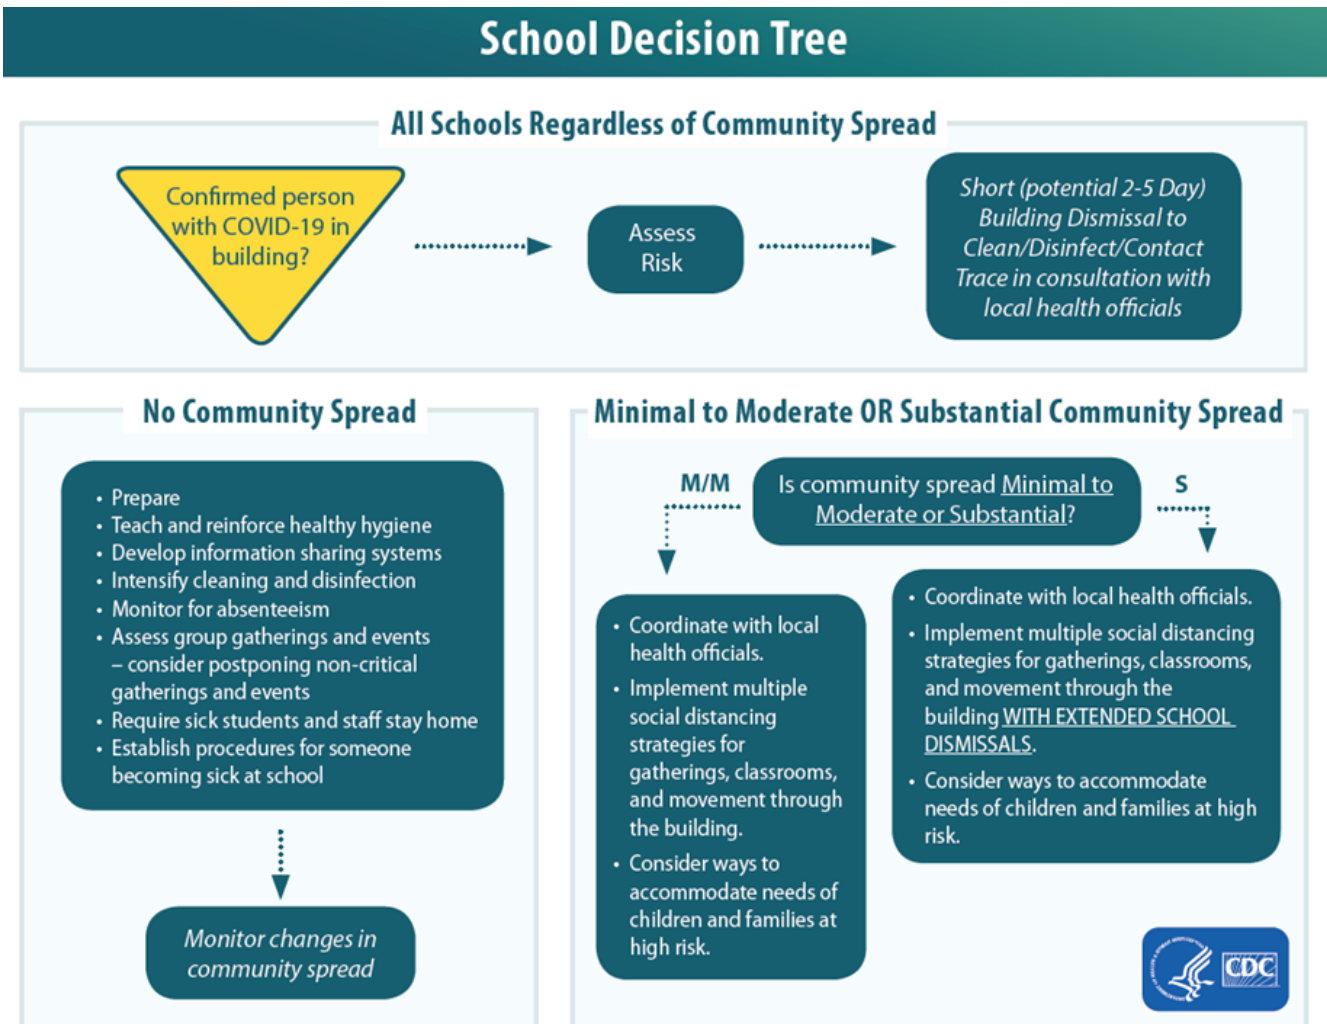 School Decision Tree
All Schools Regardless of Community Spread
Confirmed person
with COVID-19 in
building?
Assess
Risk
Short (potential 2-5 Day)
Building Dismissal to
Clean/Disinfect/Contact
Trace in consultation with
local health officials
No Community Spread
• Prepare
• Teach and reinforce healthy hygiene
• Develop information sharing systems
• Intensify cleaning and disinfection
• Monitor for absenteeism
• Assess group gatherings and events
– consider postponing non-critical
gatherings and events
• Require sick students and staff stay home
• Establish procedures for someone
becoming sick at school
Monitor changes in
community spread
Minimal to Moderate OR Substantial Community Spread
Is community spread Minimal to
Moderate or Substantial?
M/M
• Coordinate with local
health officials.
• Implement multiple
social distancing
strategies for
gatherings, classrooms,
and movement through
the building.
• Consider ways to
accommodate needs of
children and families at
high risk.
S
• Coordinate with local health officials.
• Implement multiple social distancing
strategies for gatherings, classrooms,
and movement through the
building WITH EXTENDED SCHOOL
DISMISSALS.
• Consider ways to accommodate
needs of children and families at high
risk.
CDC